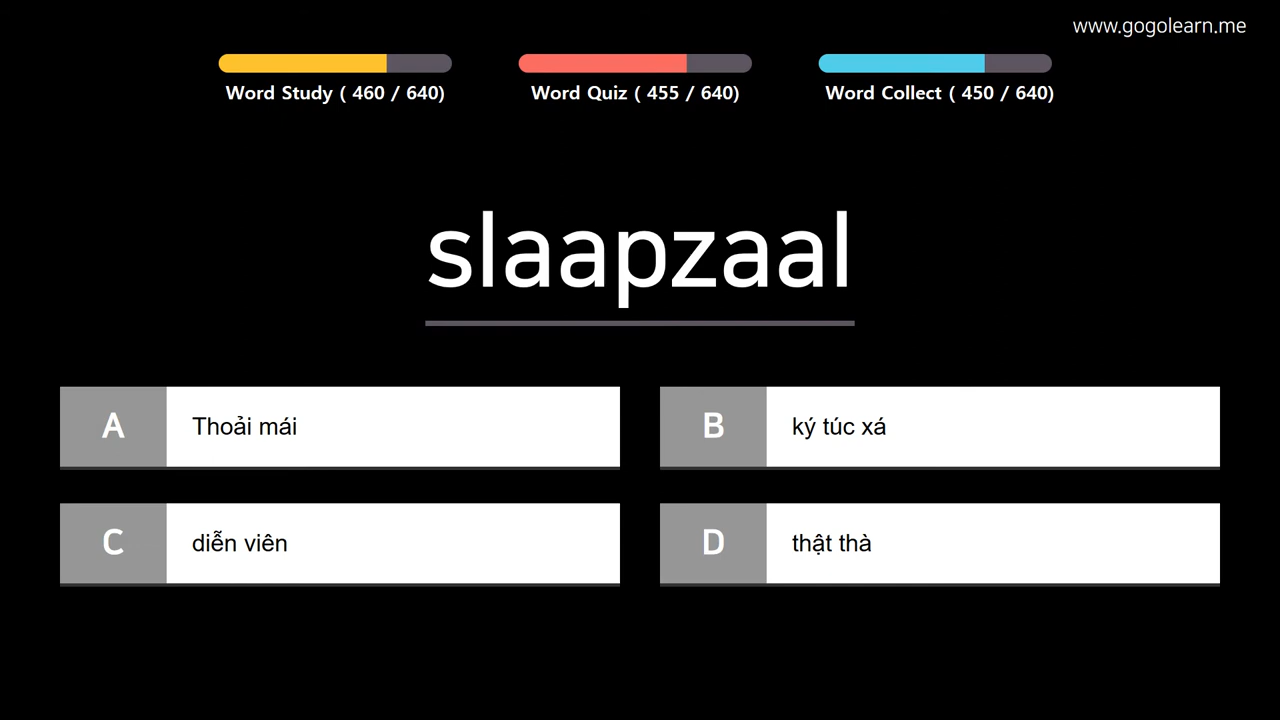 www.gogolearn.me
Word Study ( 460 / 640)
Word Quiz ( 455 / 640)
Word Collect ( 450 / 640)
slaapzaal
A Thoải mái
B ký túc xá
C diễn viên
D thật thà